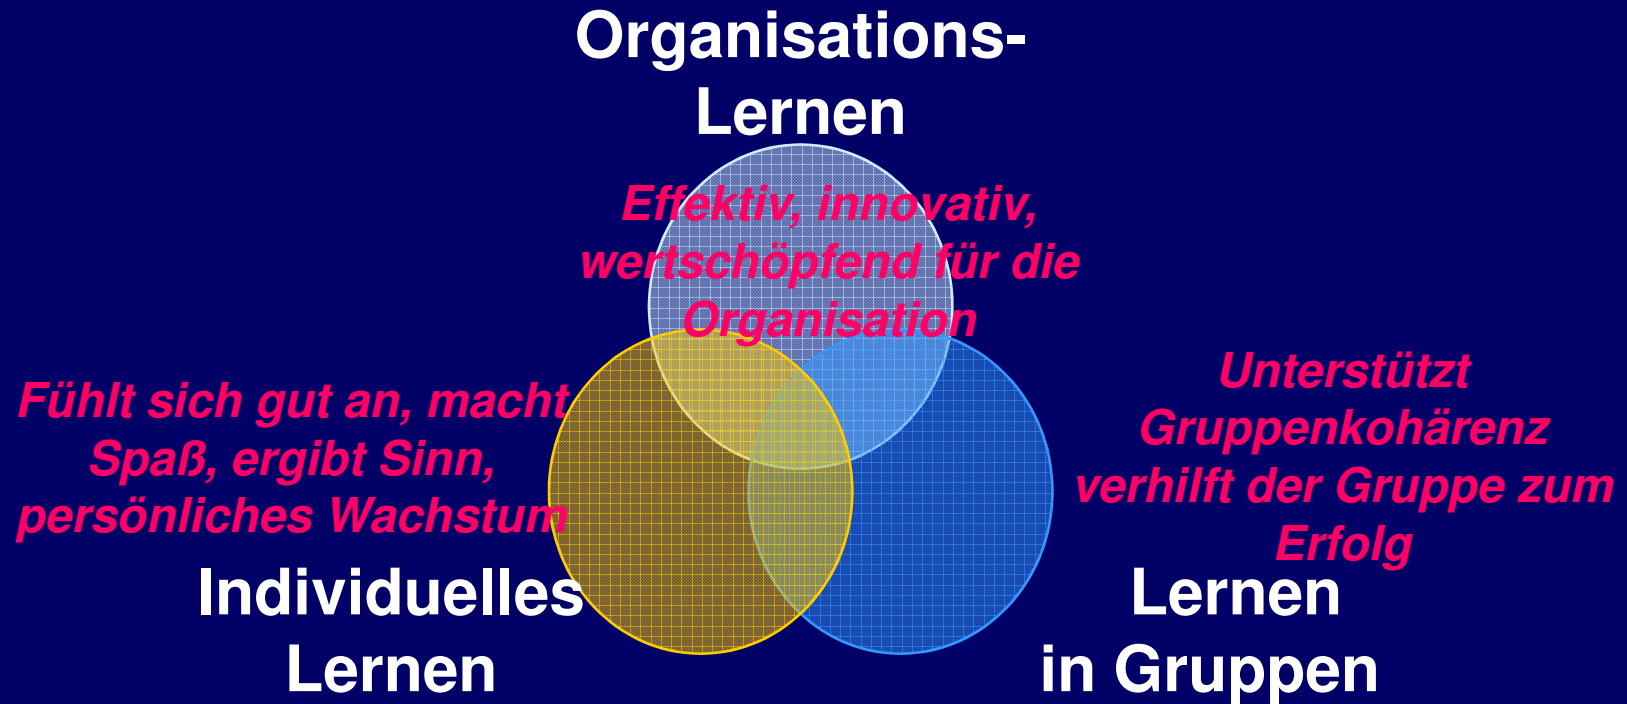 Organisations-
Lernen
Effektiv, innovativ,
wertschöpfend für die
Organisation
Fühlt sich gut an, macht
Spaß, ergibt Sinn,
persönliches Wachstum
Unterstützt
Gruppenkohärenz
verhilft der Gruppe zum
Erfolg
Individuelles
Lernen
Lernen
in Gruppen